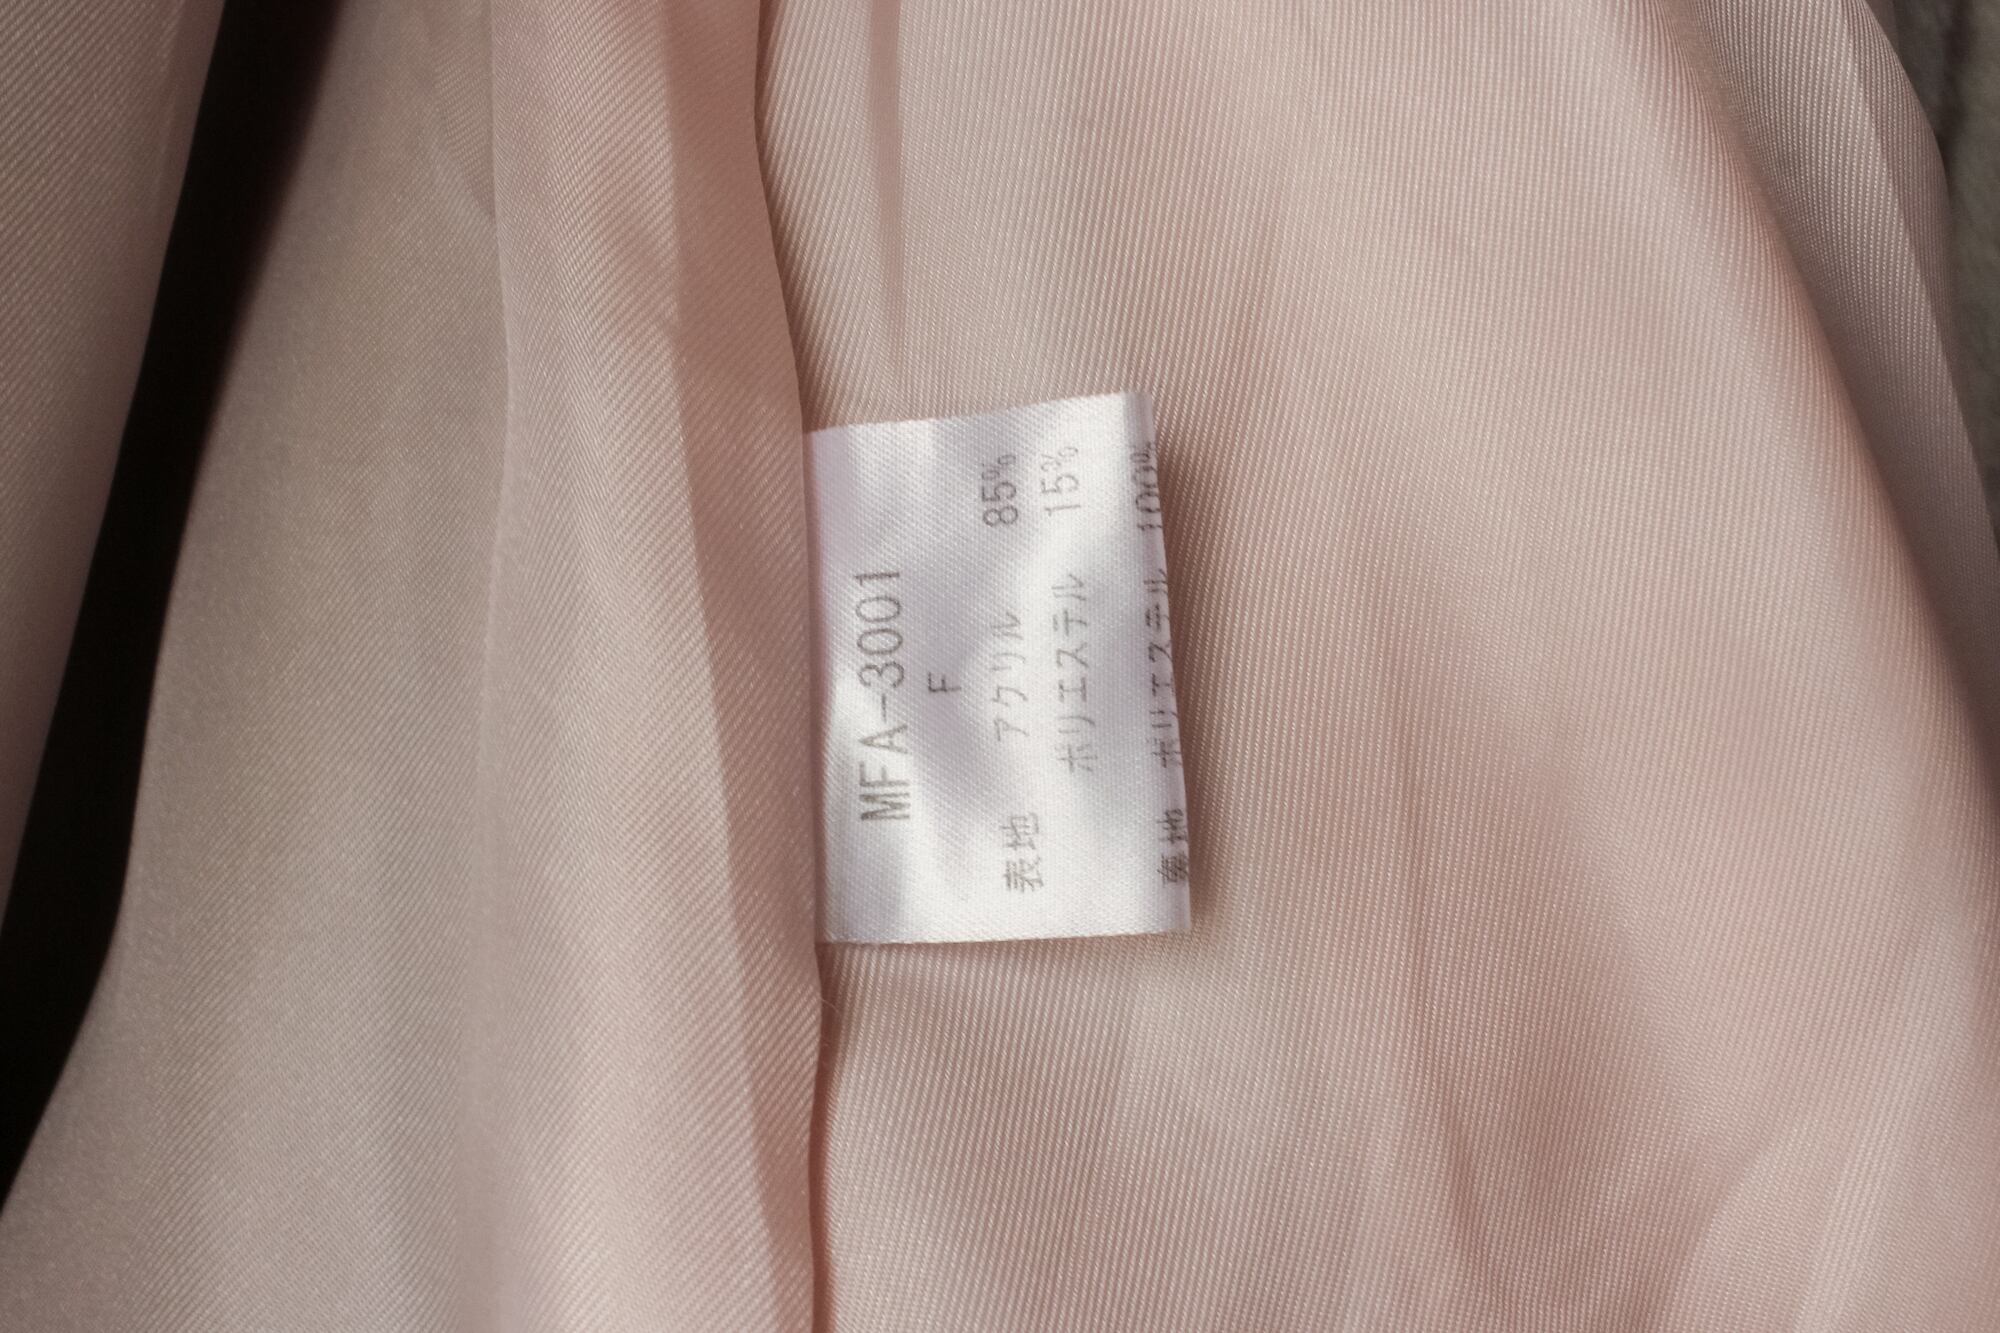 MFA-3001
F
表地 アクリル 85%
ポリエステル 15%
裏地 ポリエステル 100%